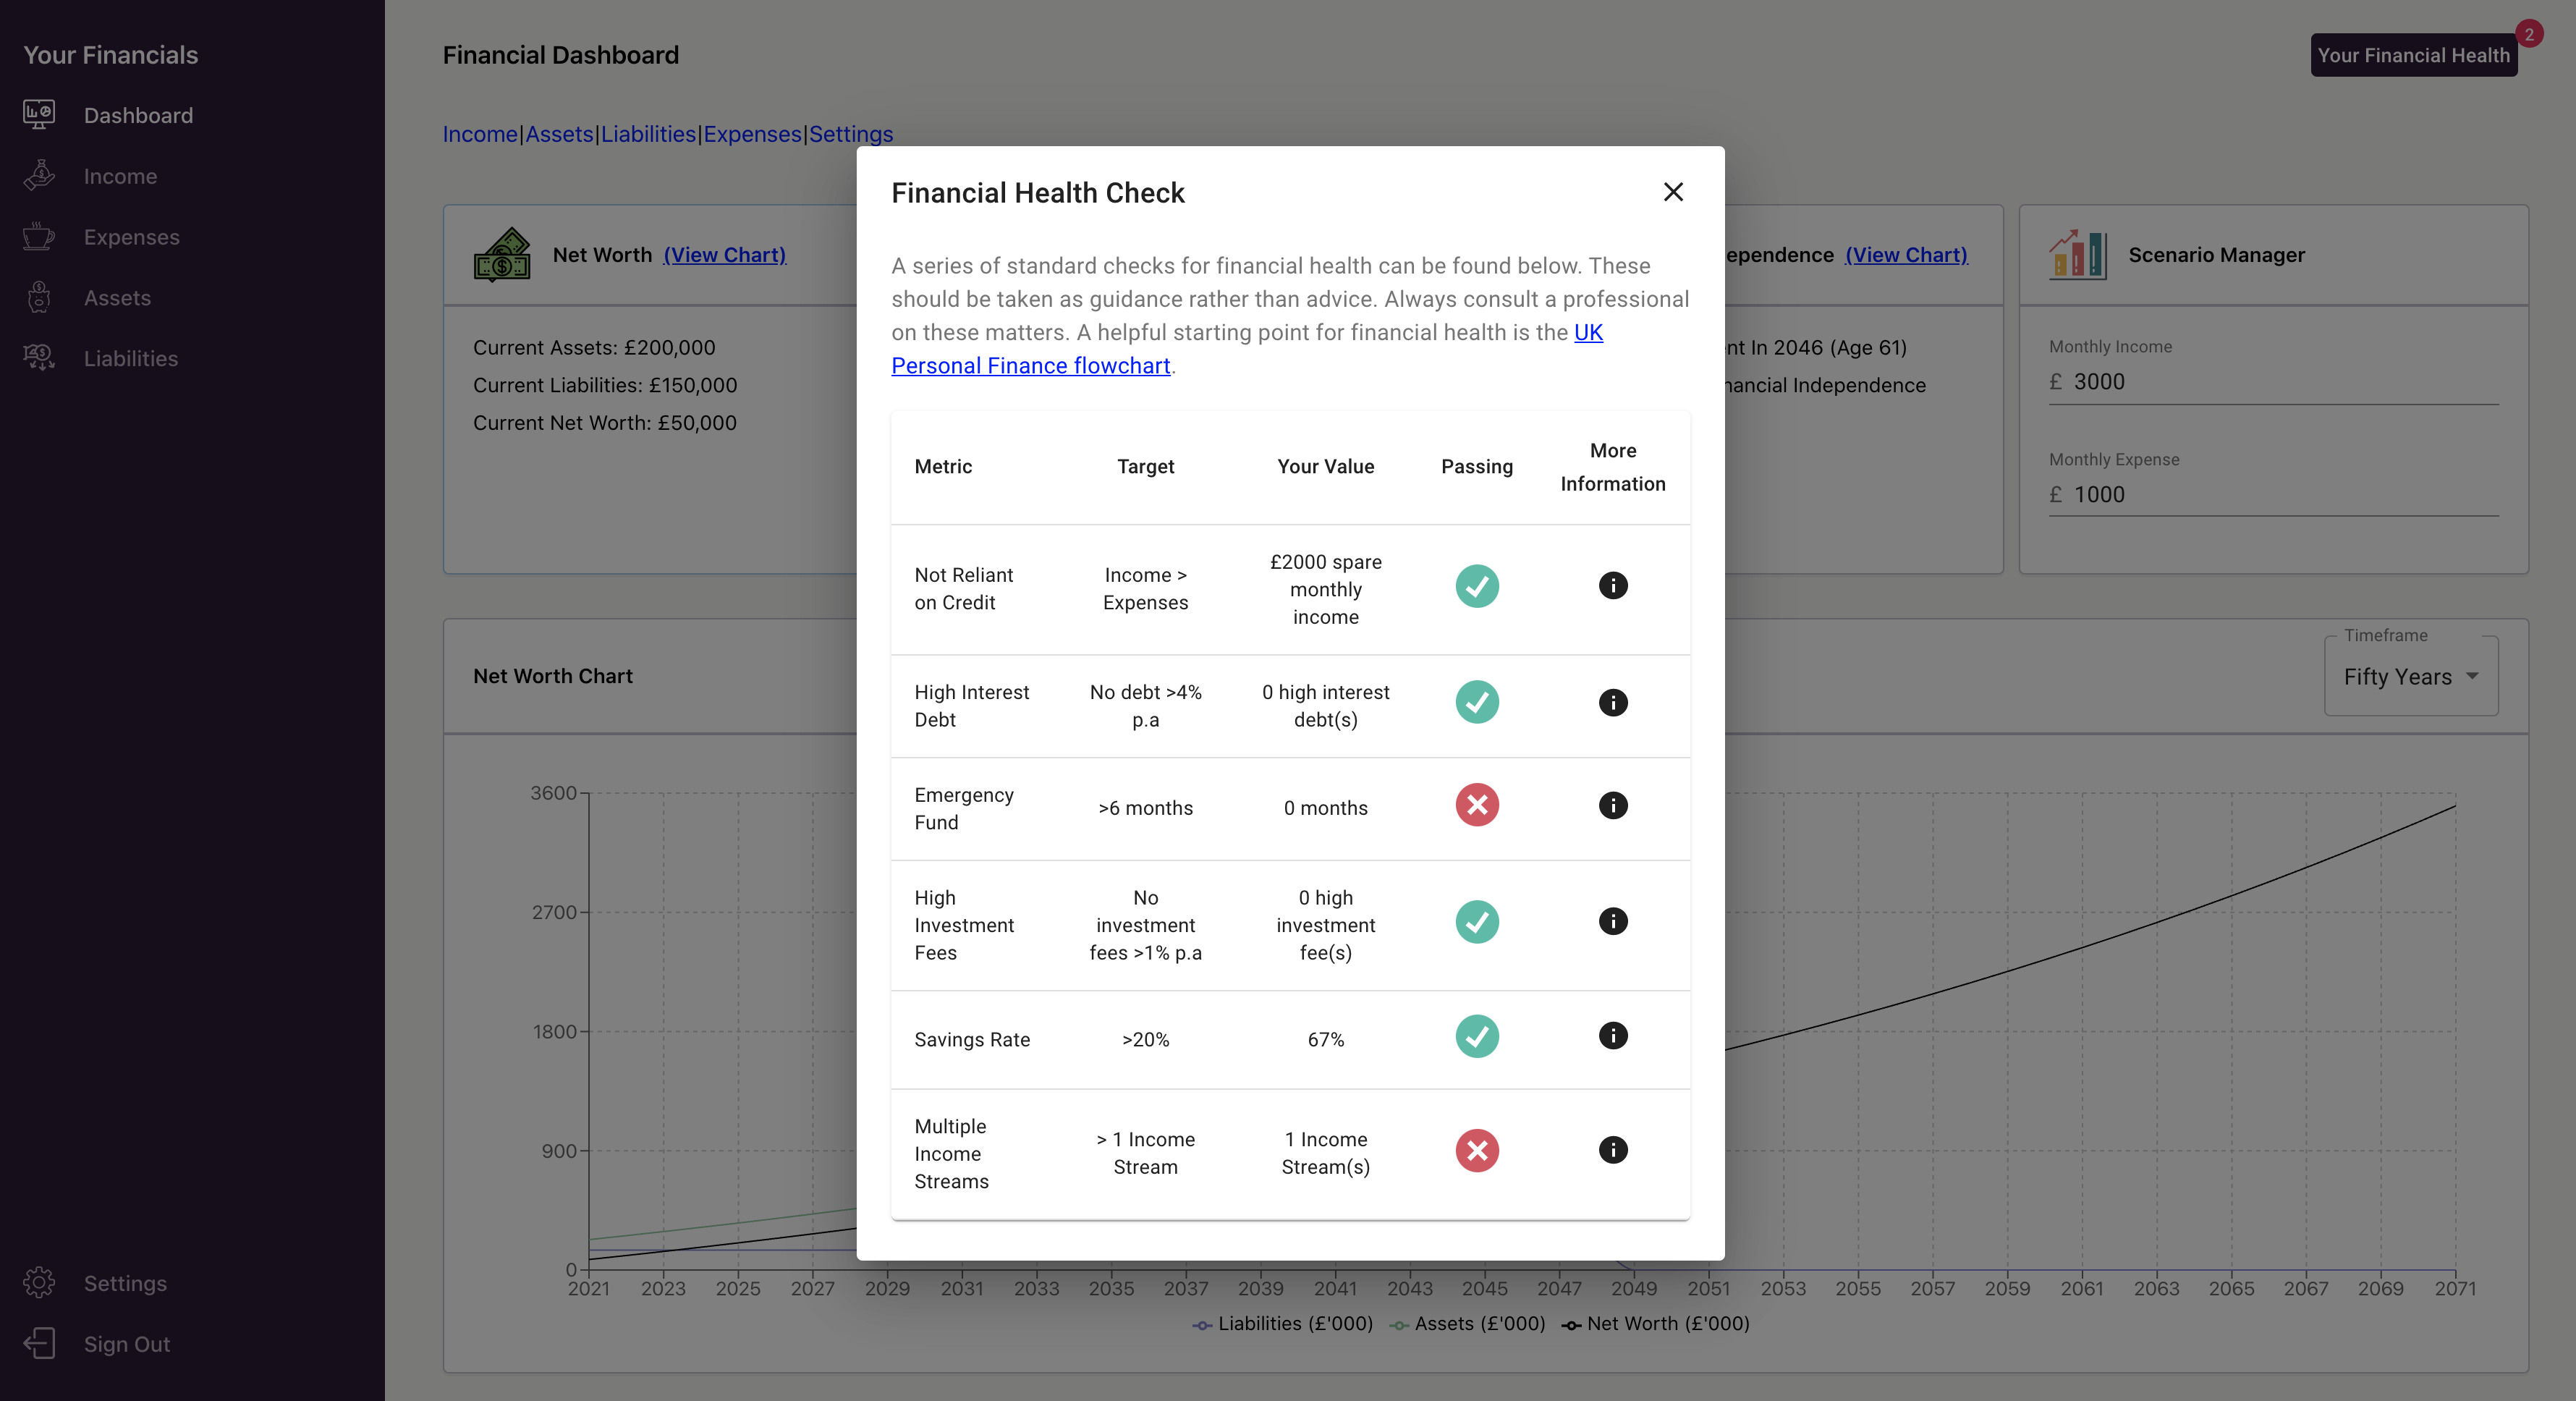 Your Financials
Dashboard
Income
Expenses
Assets
Liabilities
Settings
Sign Out
Financial Dashboard
Your Financial Health
2
Income|Assets|Liabilities|Expenses|Settings
Net Worth (View Chart)
Current Assets: £200,000
Current Liabilities: £150,000
Current Net Worth: £50,000
ependence (View Chart)
nt In 2046 (Age 61)
nancial Independence
Scenario Manager
Monthly Income
£ 3000
Monthly Expense
£ 1000
Financial Health Check
A series of standard checks for financial health can be found below. These
should be taken as guidance rather than advice. Always consult a professional
on these matters. A helpful starting point for financial health is the UK
Personal Finance flowchart.
Metric Target Your Value Passing More
Information
Not Reliant
on Credit
Income >
Expenses
£2000 spare
monthly
income
High Interest
Debt
No debt >4%
p.a
0 high interest
debt(s)
Emergency
Fund
>6 months
0 months
High
Investment
Fees
No
investment
fees >1% p.a
0 high
investment
fee(s)
Savings Rate
>20%
67%
Multiple
Income
Streams
> 1 Income
Stream
1 Income
Stream(s)
Net Worth Chart
Timeframe
Fifty Years
3600
2700
1800
900
0
2021 2023 2025 2027 2029 2031 2033 2035 2037 2039 2041 2043 2045 2047 2049 2051 2053 2055 2057 2059 2061 2063 2065 2067 2069 2071
Liabilities (£'000) Assets (£'000) Net Worth (£'000)